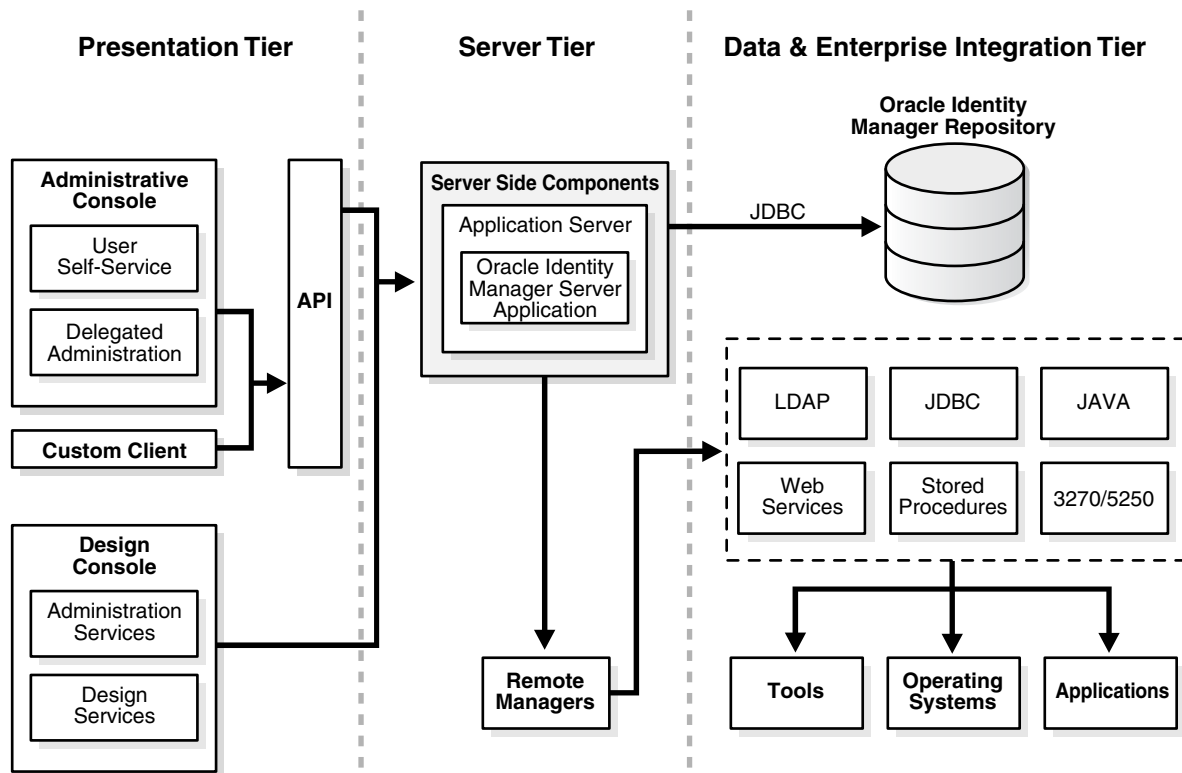 Presentation Tier
Server Tier
Data & Enterprise Integration Tier
Administrative
Console
User
Self-Service
Delegated
Administration
Custom Client
API
Design
Console
Administration
Services
Design
Services
Server Side Components
Application Server
Oracle Identity
Manager Server
Application
Remote
Managers
JDBC
Oracle Identity
Manager Repository
LDAP
JDBC
JAVA
Web
Services
Stored
Procedures
3270/5250
Tools
Operating
Systems
Applications